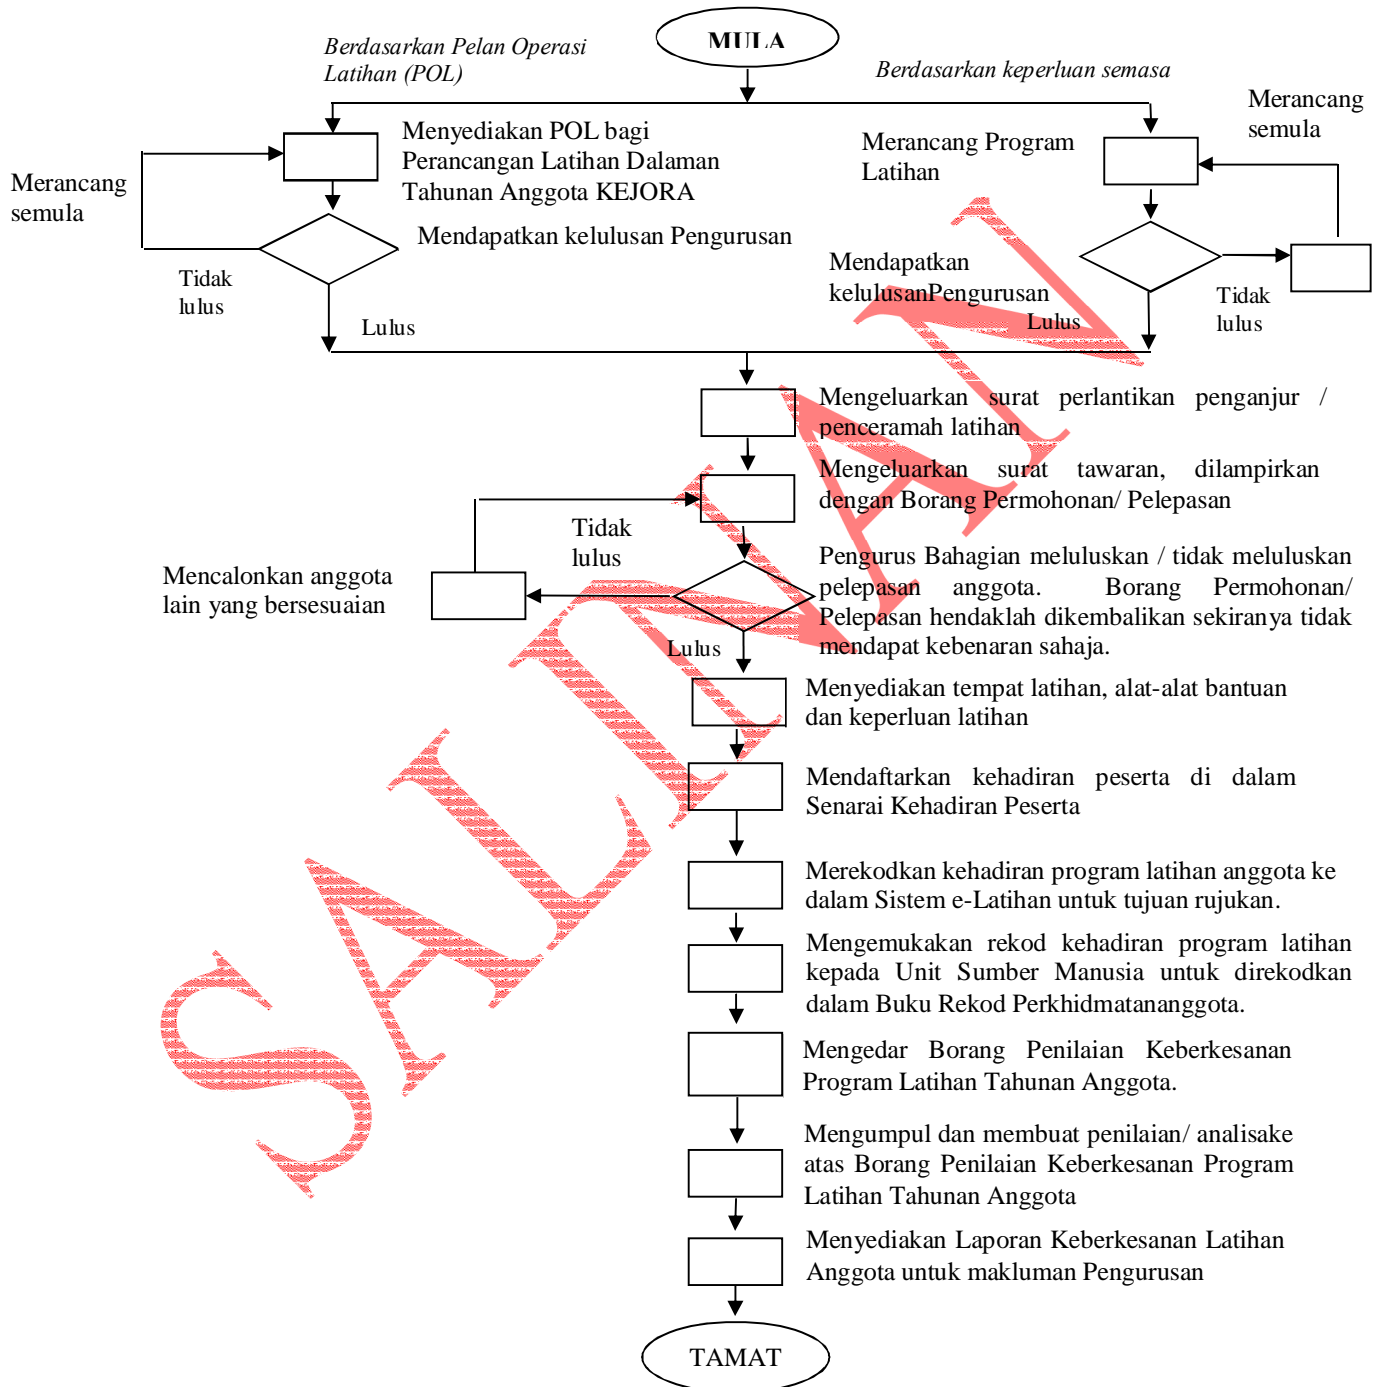 MULA
Berdasarkan Pelan Operasi
Latihan (POL)
Berdasarkan keperluan semasa
Merancang
semula
Menyediakan POL bagi
Perancangan Latihan Dalaman
Tahunan Anggota KEJORA
Merancang Program
Latihan
Merancang
semula
Mendapatkan kelulusan Pengurusan
Mendapatkan
kelulusanPengurusan
Tidak
lulus
Tidak
lulus
Lulus
Lulus
Mengeluarkan surat perlantikan penganjur /
penceramah latihan
Mengeluarkan surat tawaran, dilampirkan
dengan Borang Permohonan/ Pelepasan
Tidak
lulus
Mencalonkan anggota
lain yang bersesuaian
Pengurus Bahagian meluluskan / tidak meluluskan
pelepasan anggota. Borang Permohonan/
Pelepasan hendaklah dikembalikan sekiranya tidak
mendapat kebenaran sahaja.
Lulus
Menyediakan tempat latihan, alat-alat bantuan
dan keperluan latihan
Mendaftarkan kehadiran peserta di dalam
Senarai Kehadiran Peserta
Merekodkan kehadiran program latihan anggota ke
dalam Sistem e-Latihan untuk tujuan rujukan.
Mengemukakan rekod kehadiran program latihan
kepada Unit Sumber Manusia untuk direkodkan
dalam Buku Rekod Perkhidmatananggota.
Mengedar Borang Penilaian Keberkesanan
Program Latihan Tahunan Anggota.
Mengumpul dan membuat penilaian/ analisake
atas Borang Penilaian Keberkesanan Program
Latihan Tahunan Anggota
Menyediakan Laporan Keberkesanan Latihan
Anggota untuk makluman Pengurusan
TAMAT
SALINAN